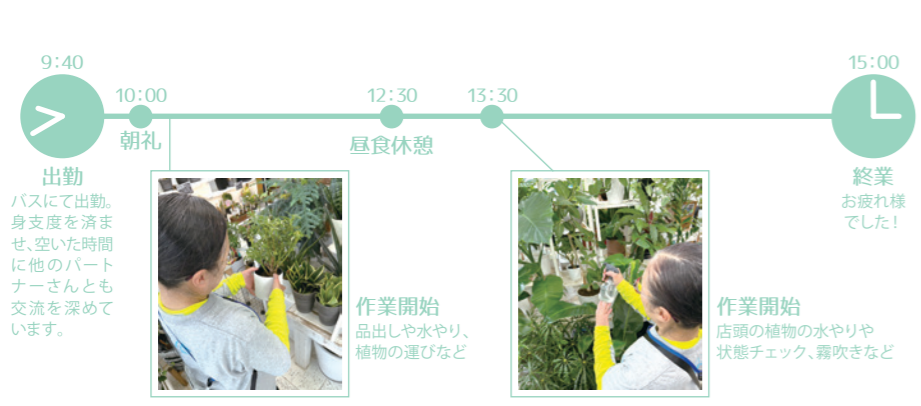 9:40
出勤
バスにて出勤。
身支度を済ま
せ、空いた時間
に他のパート
ナーさんとも
交流を深めて
います。
10:00
朝礼
作業開始
品出しや水やり、
植物の運びなど
12:30
昼食休憩
13:30
作業開始
店頭の植物の水やりや
状態チェック、霧吹きなど
15:00
終業
お疲れ様
でした！